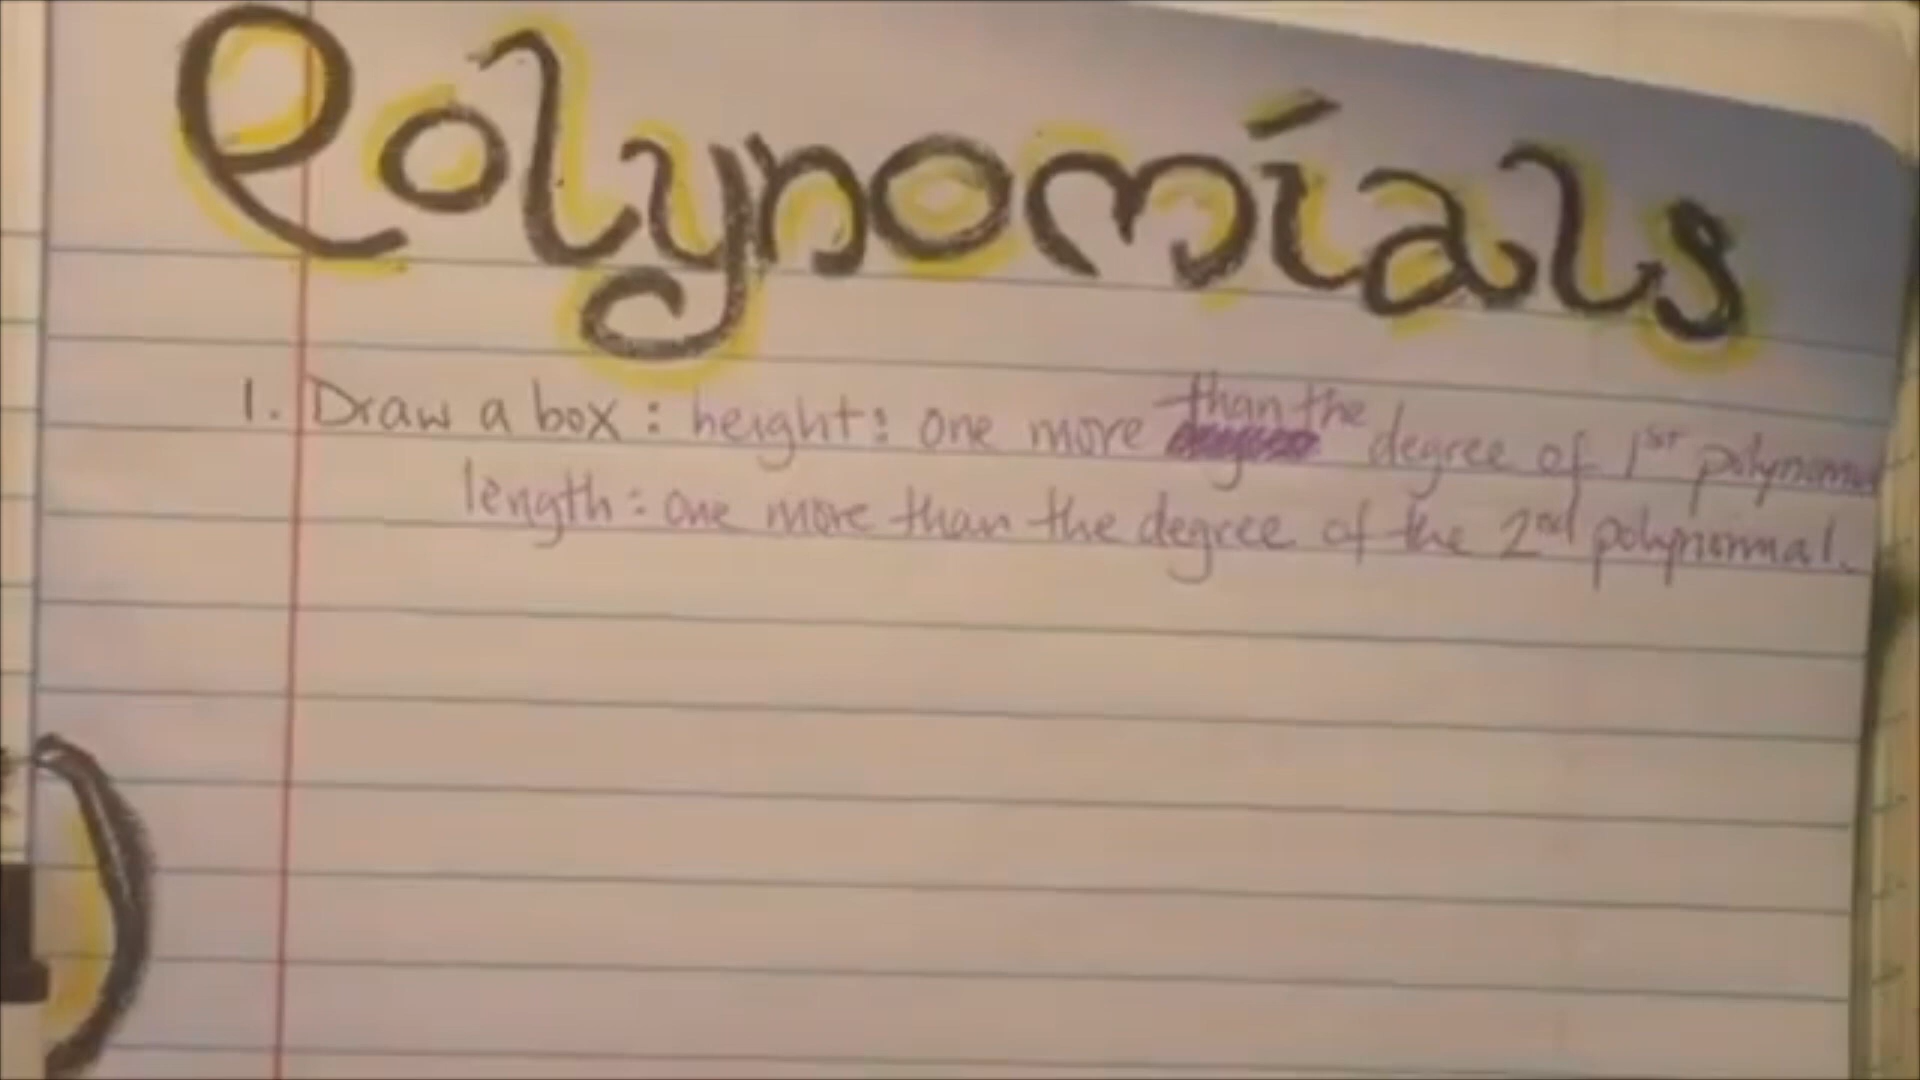 Polynomials
1. Draw a box: height: one more than the degree of 1st
length: one more than the degree of the 2nd polynomial.